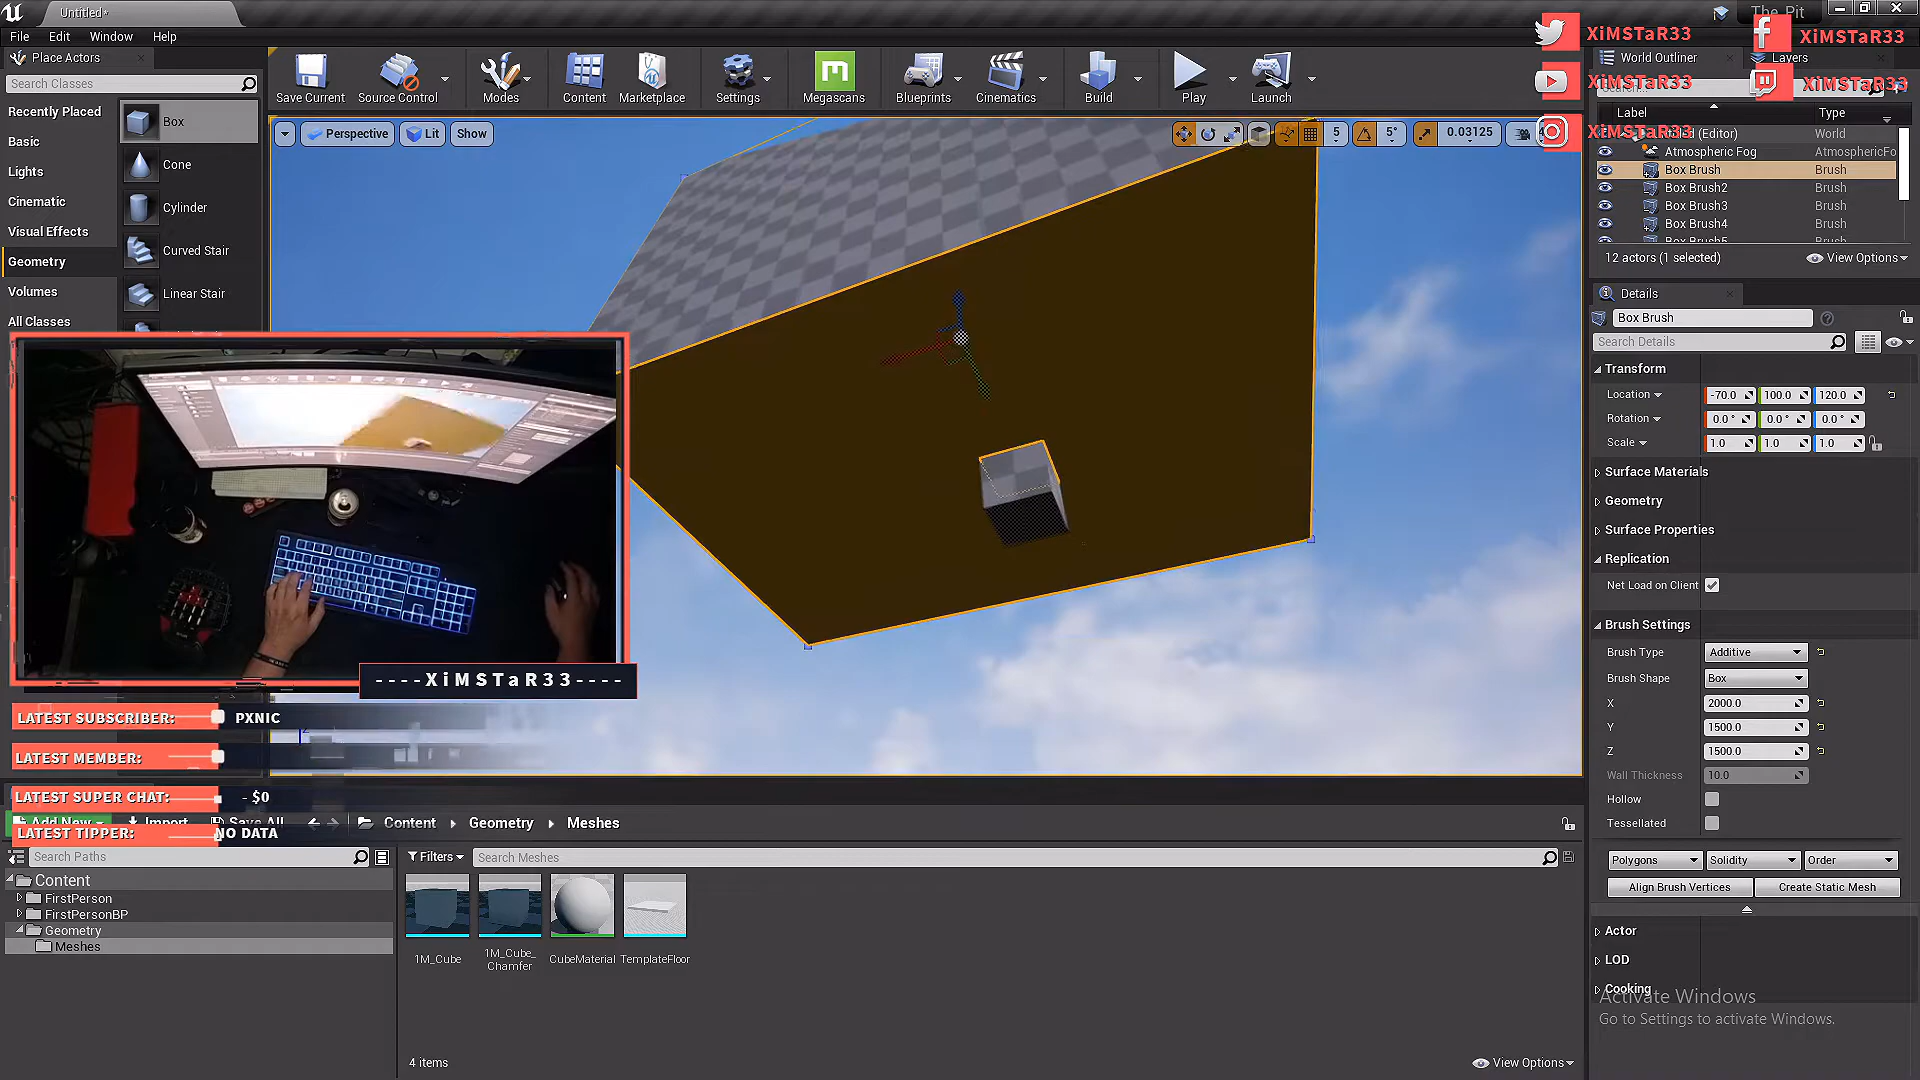 Untitled*
The Pit
File
Edit
Window
Help
XiMSTaR33
XiMSTaR33
XiMSTaR33
XiMSTaR33
XiMSTaR33
Place Actors
Search Classes
Recently Placed
Basic
Lights
Cinematic
Visual Effects
Geometry
Volumes
All Classes
Box
Cone
Cylinder
Curved Stair
Linear Stair
Save Current
Source Control
Modes
Content
Marketplace
Settings
Megascans
Blueprints
Cinematics
Build
Play
Launch
Perspective
Lit
Show
5
5°
0.03125
World Outliner
Layers
Label
Type
(Editor)
World
Atmospheric Fog
AtmosphericFo
Box Brush
Brush
Box Brush2
Brush
Box Brush3
Brush
Box Brush4
Brush
Box Brush5
12 actors (1 selected)
View Options
Details
Box Brush
Search Details
Transform
Location
-70.0
100.0
120.0
Rotation
0.0 °
0.0 °
0.0 °
Scale
1.0
1.0
1.0
Surface Materials
Geometry
Surface Properties
Replication
Net Load on Client
Brush Settings
Brush Type
Additive
Brush Shape
Box
X
2000.0
Y
1500.0
Z
1500.0
Wall Thickness
10.0
Hollow
Tessellated
Polygons
Solidity
Order
Align Brush Vertices
Create Static Mesh
Actor
LOD
Cooking
Activate Windows
Go to Settings to activate Windows.
----XiMSTaR33----
LATEST SUBSCRIBER:
PXNIC
LATEST MEMBER:
LATEST SUPER CHAT:
- $0
LATEST TIPPER:
NO DATA
Add New
Import
Save All
Content
Geometry
Meshes
Search Paths
Filters
Search Meshes
Content
FirstPerson
FirstPersonBP
Geometry
Meshes
1M_Cube
1M_Cube_
Chamfer
CubeMaterial
TemplateFloor
4 items
View Options